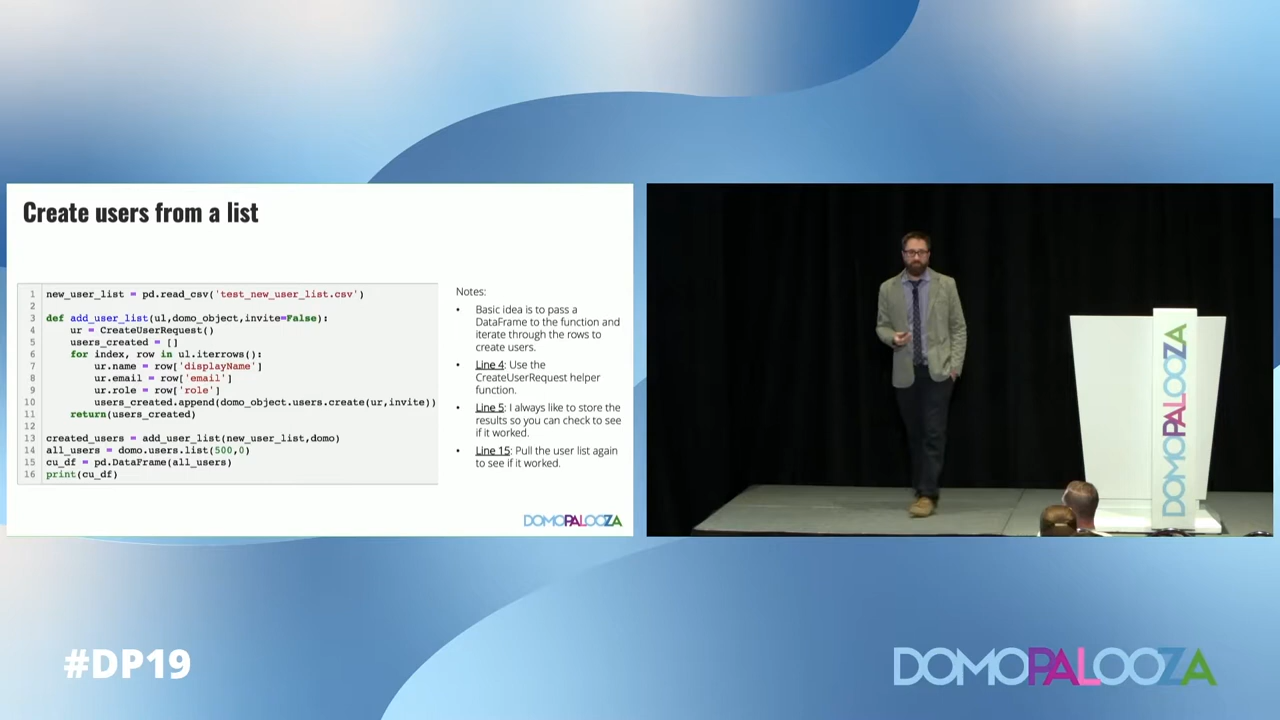 Create users from a list
1 new_user_list = pd.read_csv('test_new_user_list.csv')
2
3 def add_user_list(ul,domo_object,invite=False):
4     ur = CreateUserRequest()
5     users_created = []
6     for index, row in ul.iterrows():
7         ur.name = row['displayName']
8         ur.email = row['email']
9         ur.role = row['role']
10         users_created.append(domo_object.users.create(ur,invite))
11     return(users_created)
12
13 created_users = add_user_list(new_user_list,domo)
14 all_users = domo.users.list(500,0)
15 cu_df = pd.DataFrame(all_users)
16 print(cu_df)
Notes:
• Basic idea is to pass a
DataFrame to the function and
iterate through the rows to
create users.
• Line 4: Use the
CreateUserRequest helper
function.
• Line 5: I always like to store the
results so you can check to see
if it worked.
• Line 15: Pull the user list again
to see if it worked.
DOMOPALOOZA
DOMOPALOOZA
#DP19
DOMOPALOOZA